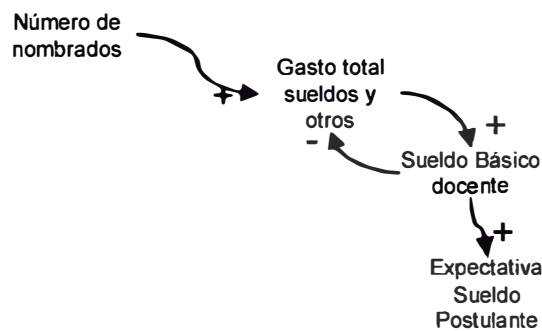 Número de
nombrados
+
Gasto total
sueldos y
otros
-
+
Sueldo Básico
docente
+
Expectativa
Sueldo
Postulante